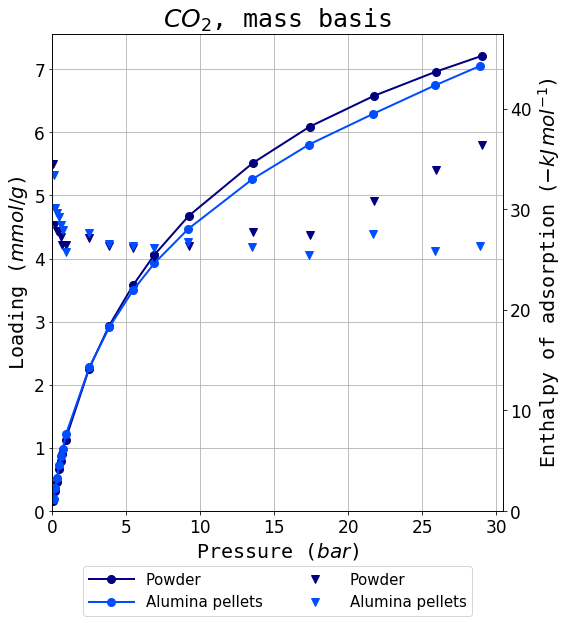 CO₂, mass basis
7
6
5
4
3
2
1
0
Loading (mmol/g)
40
30
20
10
0
Enthalpy of adsorption (−kJ mol⁻¹)
0 5 10 15 20 25 30
Pressure (bar)
Powder Powder
Alumina pellets Alumina pellets